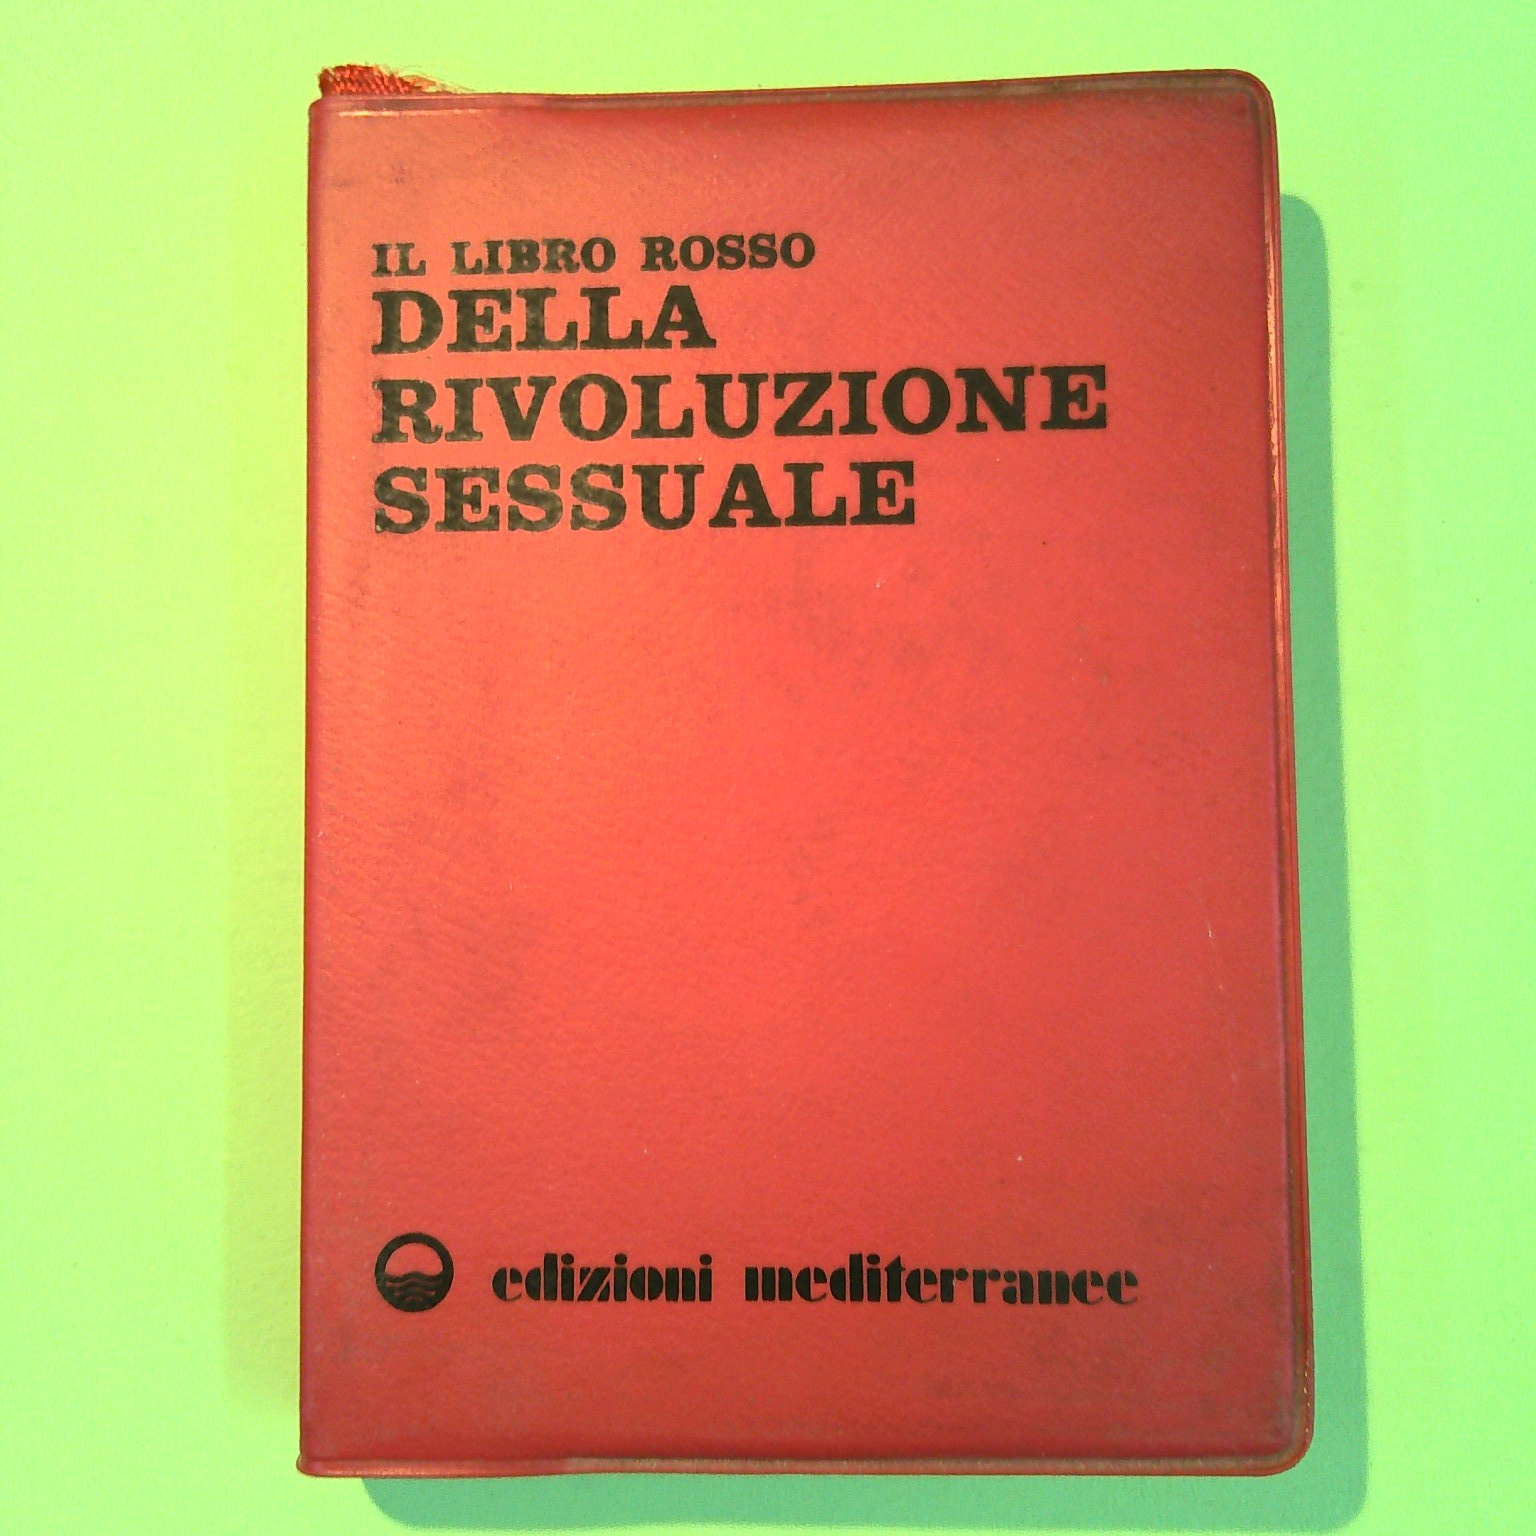 IL LIBRO ROSSO
DELLA
RIVOLUZIONE
SESSUALE
edizioni mediterranee